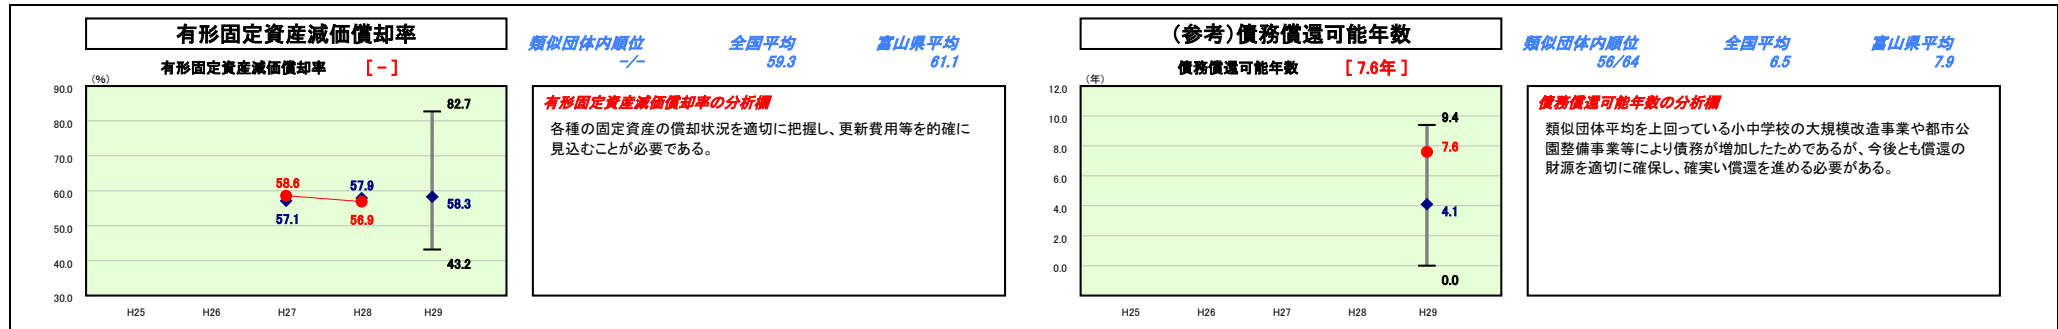 有形固定資産減価償却率
有形固定資産減価償却率 [ - ]
類似団体内順位 全国平均 富山県平均
-/- 59.3 61.1
(%)
90.0
80.0
70.0
60.0
50.0
40.0
30.0
82.7
58.6
57.1
57.9
56.9
58.3
43.2
H25 H26 H27 H28 H29
有形固定資産減価償却率の分析欄
各種の固定資産の償却状況を適切に把握し、更新費用等を的確に
見込むことが必要である。
(参考)債務償還可能年数
債務償還可能年数 [ 7.6年 ]
類似団体内順位 全国平均 富山県平均
56/64 6.5 7.9
(年)
12.0
10.0
8.0
6.0
4.0
2.0
0.0
9.4
7.6
4.1
0.0
H25 H26 H27 H28 H29
債務償還可能年数の分析欄
類似団体平均を上回っている小中学校の大規模改造事業や都市公
園整備事業等により債務が増加したためであるが、今後とも償還の
財源を適切に確保し、確実い償還を進める必要がある。